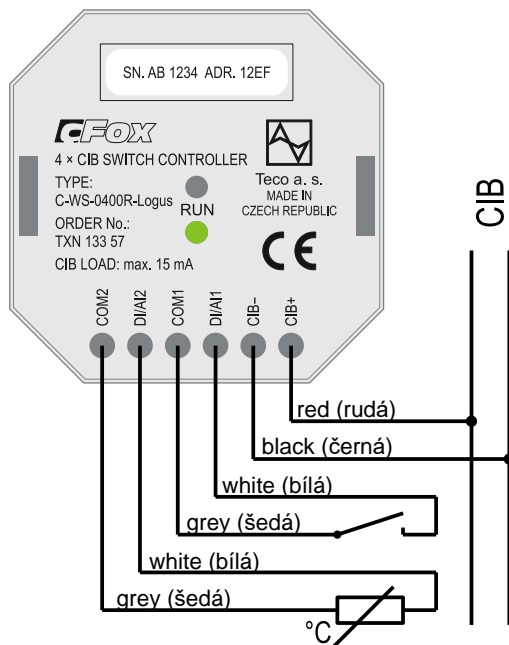 SN. AB 1234 ADR. 12EF
CFOX
4 × CIB SWITCH CONTROLLER
TYPE:
C-WS-0400R-Logus
ORDER No.:
TXN 133 57
CIB LOAD: max. 15 mA
RUN
Teco a. s.
MADE IN
CZECH REPUBLIC
CE
COM2
DI/AI2
COM1
DI/AI1
CIB–
CIB+
CIB
red (rudá)
black (černá)
white (bílá)
grey (šedá)
white (bílá)
grey (šedá)
°C